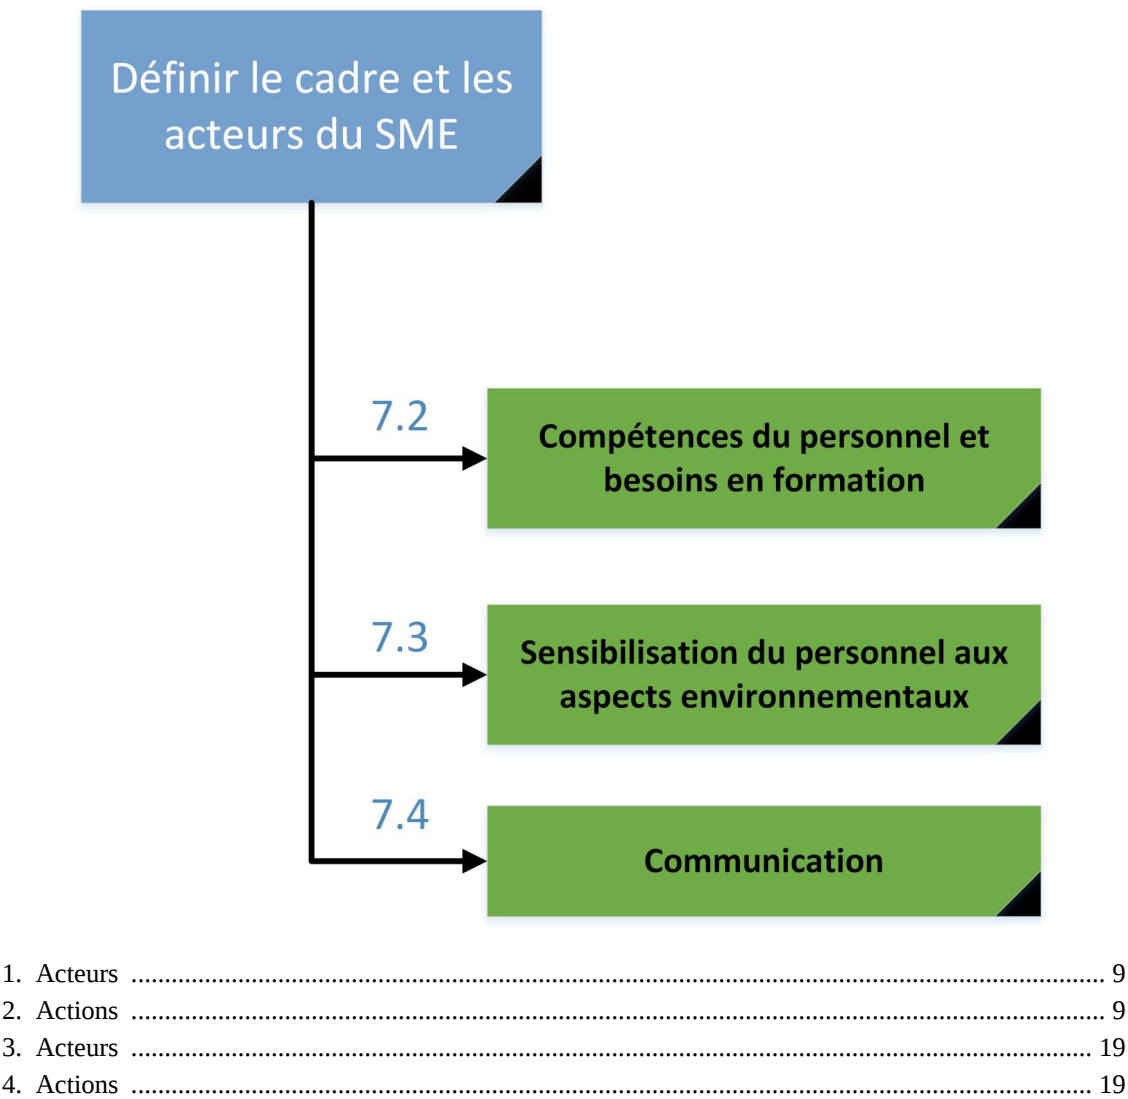 Définir le cadre et les
acteurs du SME
7.2
Compétences du personnel et
besoins en formation
7.3
Sensibilisation du personnel aux
aspects environnementaux
7.4
Communication
1. Acteurs .................................................................................................................................................. 9
2. Actions .................................................................................................................................................. 9
3. Acteurs ................................................................................................................................................ 19
4. Actions ................................................................................................................................................ 19